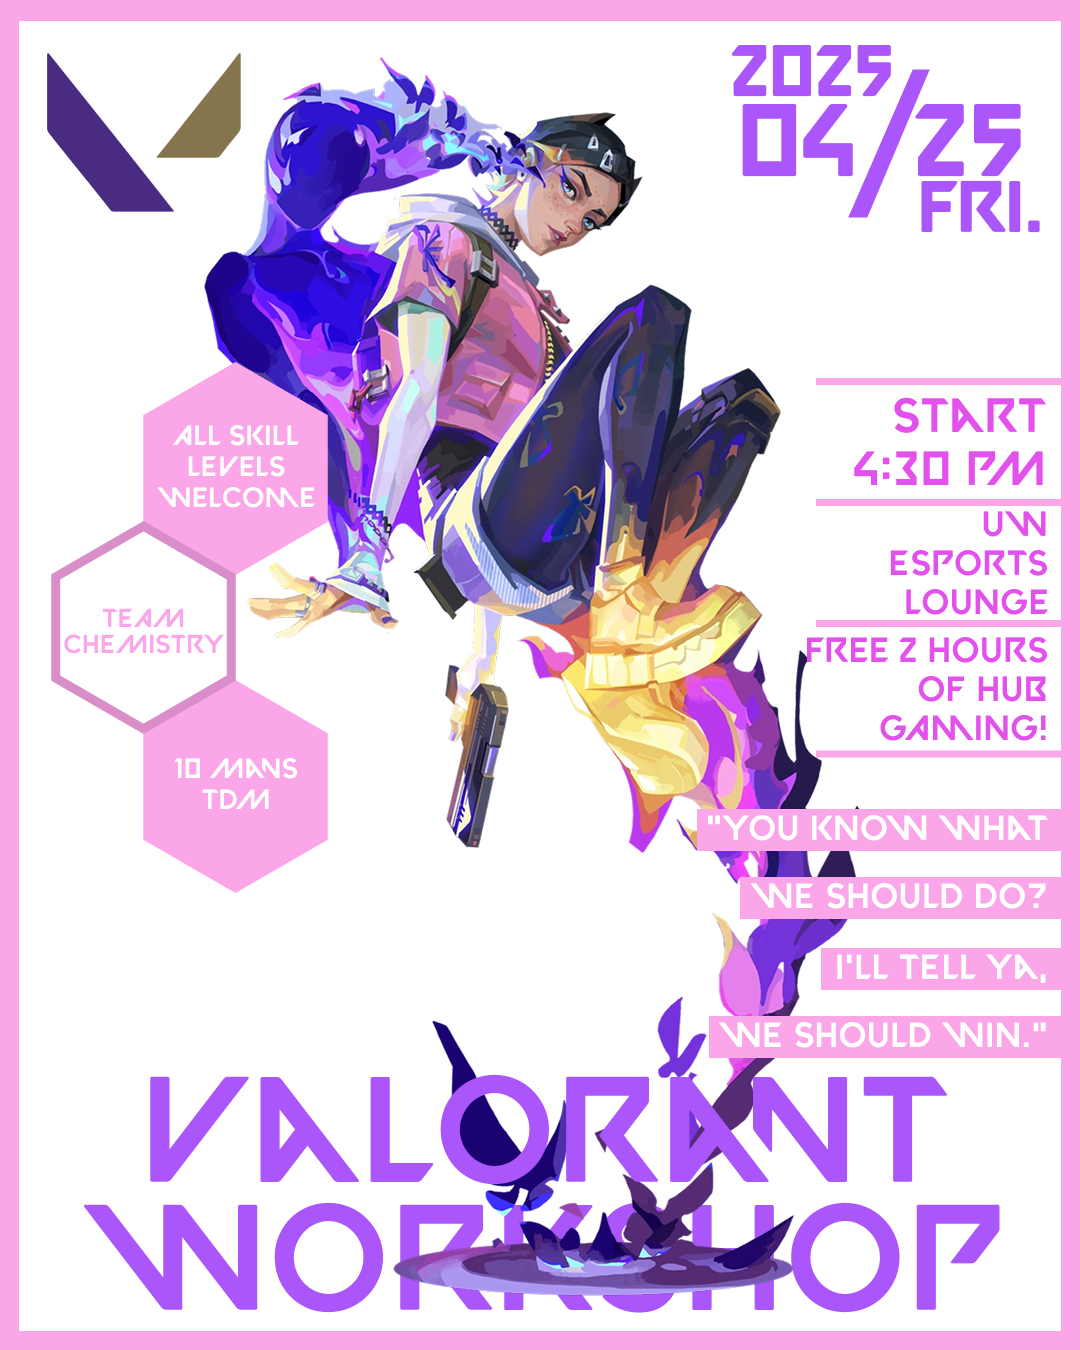 2025
04/25
FRI.
ALL SKILL
LEVELS
WELCOME
TEAM
CHEMISTRY
10 MANS
TDM
START
4:30 PM
UW
ESPORTS
LOUNGE
FREE 2 HOURS
OF HUB
GAMING!
"YOU KNOW WHAT
WE SHOULD DO?
I'LL TELL YA,
WE SHOULD WIN."
VALORANT
WORKSHOP